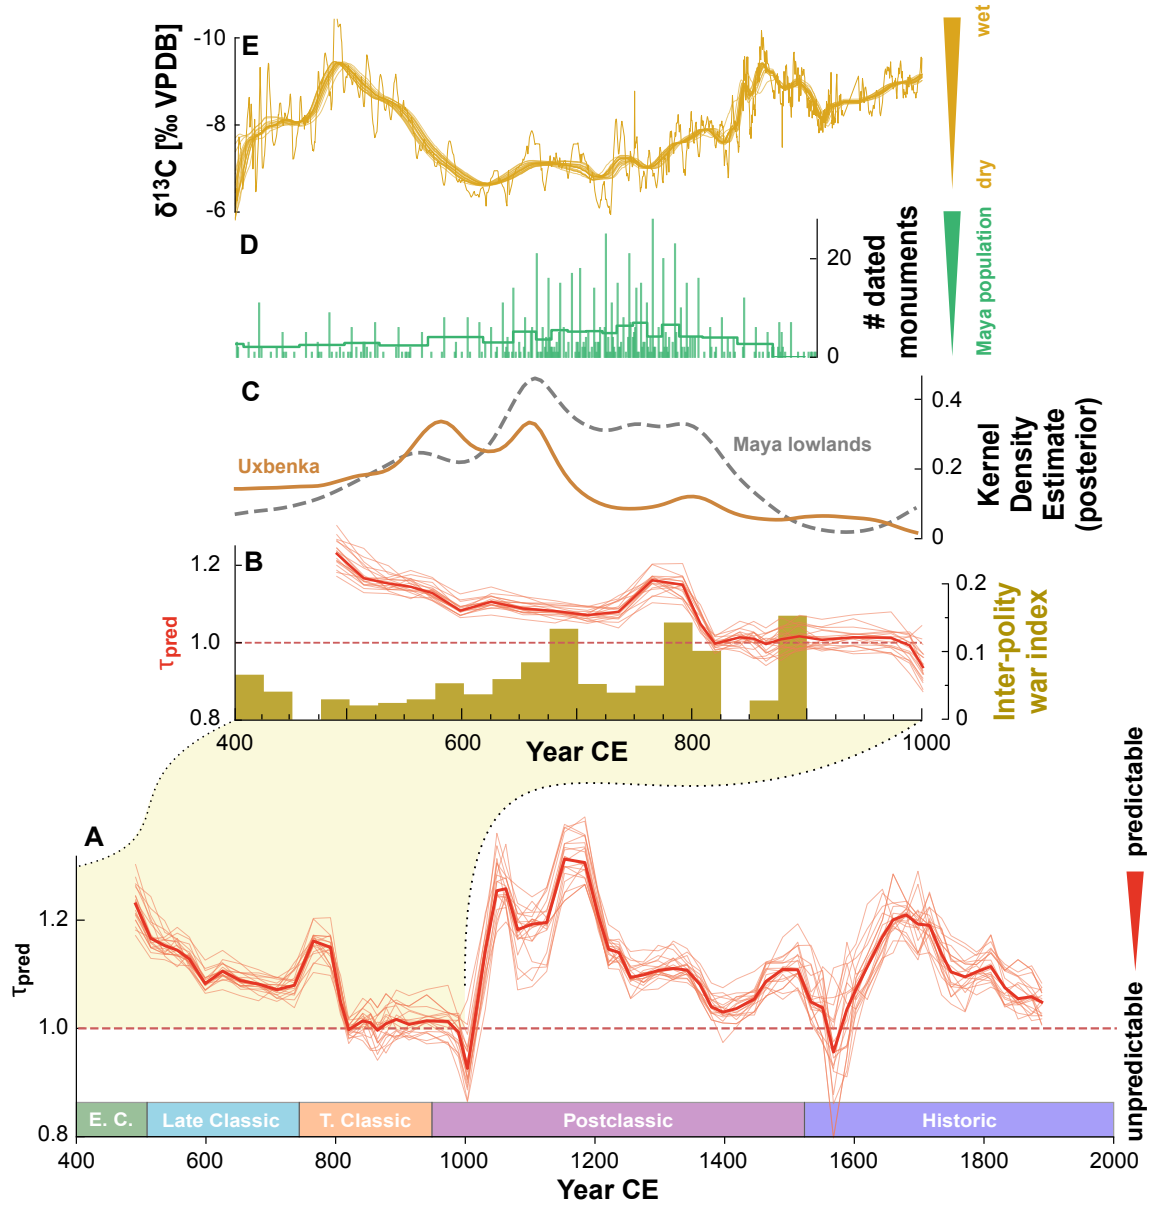 E
δ¹³C [‰ VPDB]
-10
-8
-6
wet
dry
D
20
0
# dated
monuments
Maya population
C
Uxbenka
Maya lowlands
0.4
0.2
0
Kernel
Density
Estimate
(posterior)
B
τpred
1.2
1.0
0.8
0.2
0.1
0
Inter-polity
war index
400
600
800
1000
Year CE
A
τpred
1.2
1.0
0.8
predictable
unpredictable
E. C.
Late Classic
T. Classic
Postclassic
Historic
400
600
800
1000
1200
1400
1600
1800
2000
Year CE